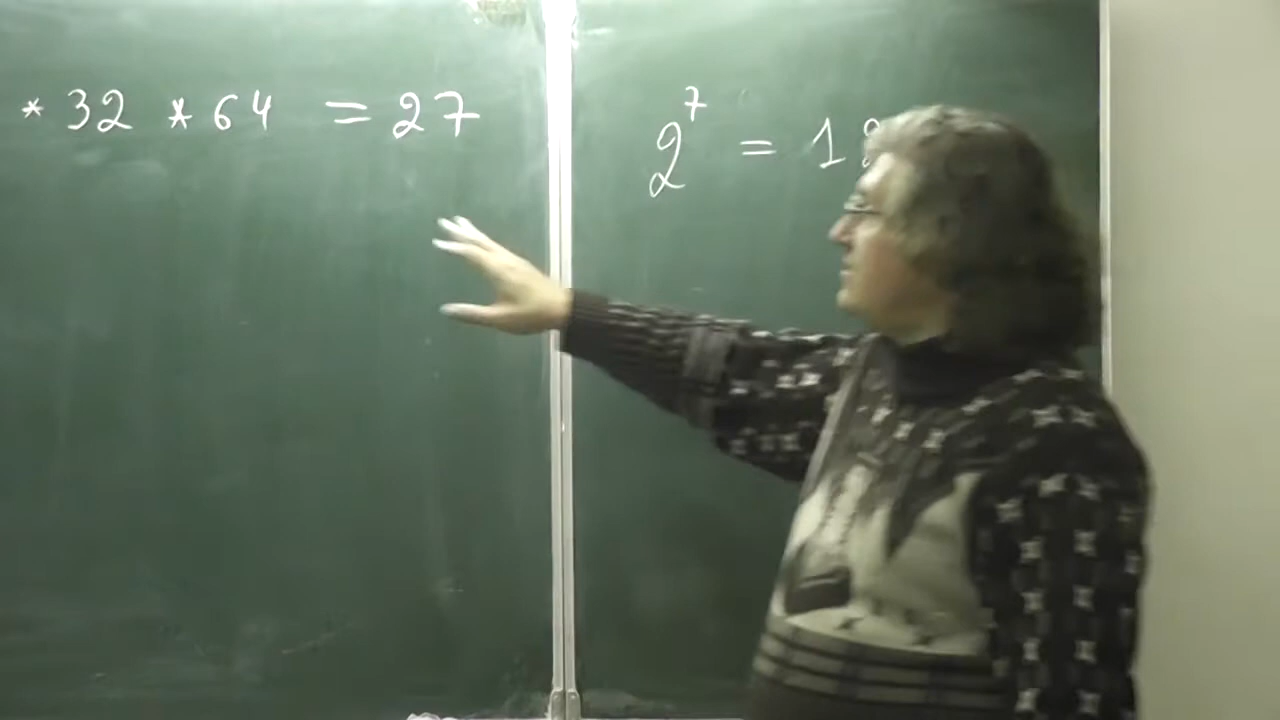 * 32 * 64 = 27
2⁷ = 1